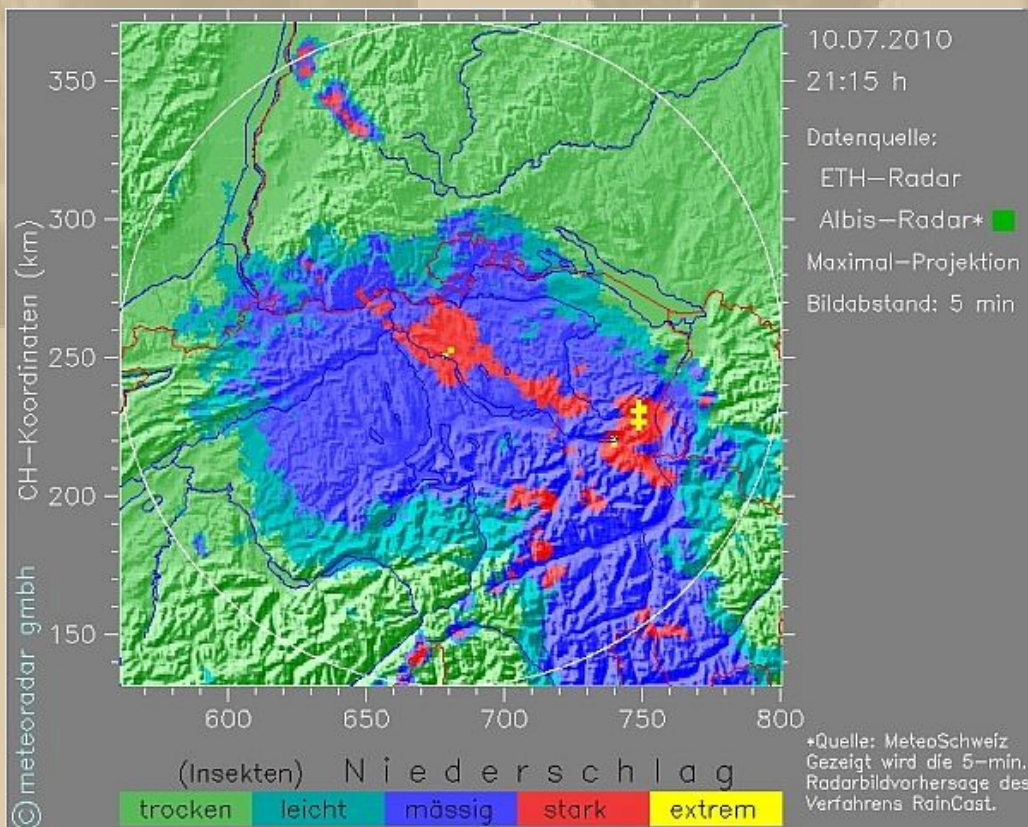 10.07.2010
21:15 h
Datenquelle:
ETH-Radar
Albis-Radar*
Maximal-Projektion
Bildabstand: 5 min
350
300
250
200
150
CH-Koordinaten (km)
© meteoradar gmbh
600 650 700 750 800
(Insekten) Niederschlag
trocken leicht mässig stark extrem
*Quelle: MeteoSchweiz
Gezeigt wird die 5-min.
Radarbildvorhersage des
Verfahrens RainCast.